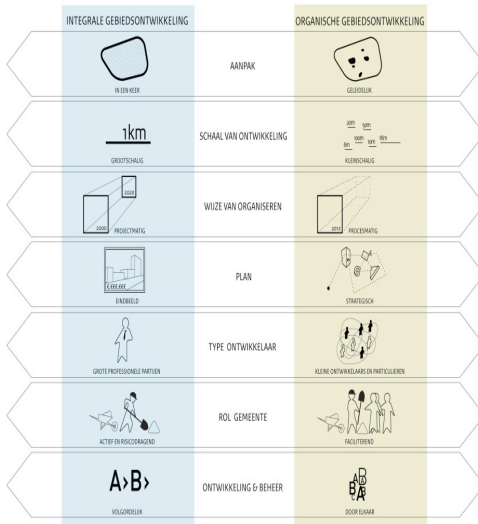 INTEGRALE GEBIEDSONTWIKKELING
ORGANISCHE GEBIEDSONTWIKKELING
IN EEN KEER
AANPAK
GELEIDELIJK
1km
GROOTSCHALIG
SCHAAL VAN ONTWIKKELING
KLEINSCHALIG
2020
2000
PROJECTMATIG
WIJZE VAN ORGANISEREN
2012
PROCESMATIG
EINDBEELD
PLAN
STRATEGISCH
GROTE PROFESSIONELE PARTIJEN
TYPE ONTWIKKELAAR
KLEINE ONTWIKKELAARS EN PARTICULIEREN
ACTIEF EN RISICODRAGEND
ROL GEMEENTE
FACILITEREND
A>B>
VOLGORDELIJK
ONTWIKKELING & BEHEER
DOOR ELKAAR